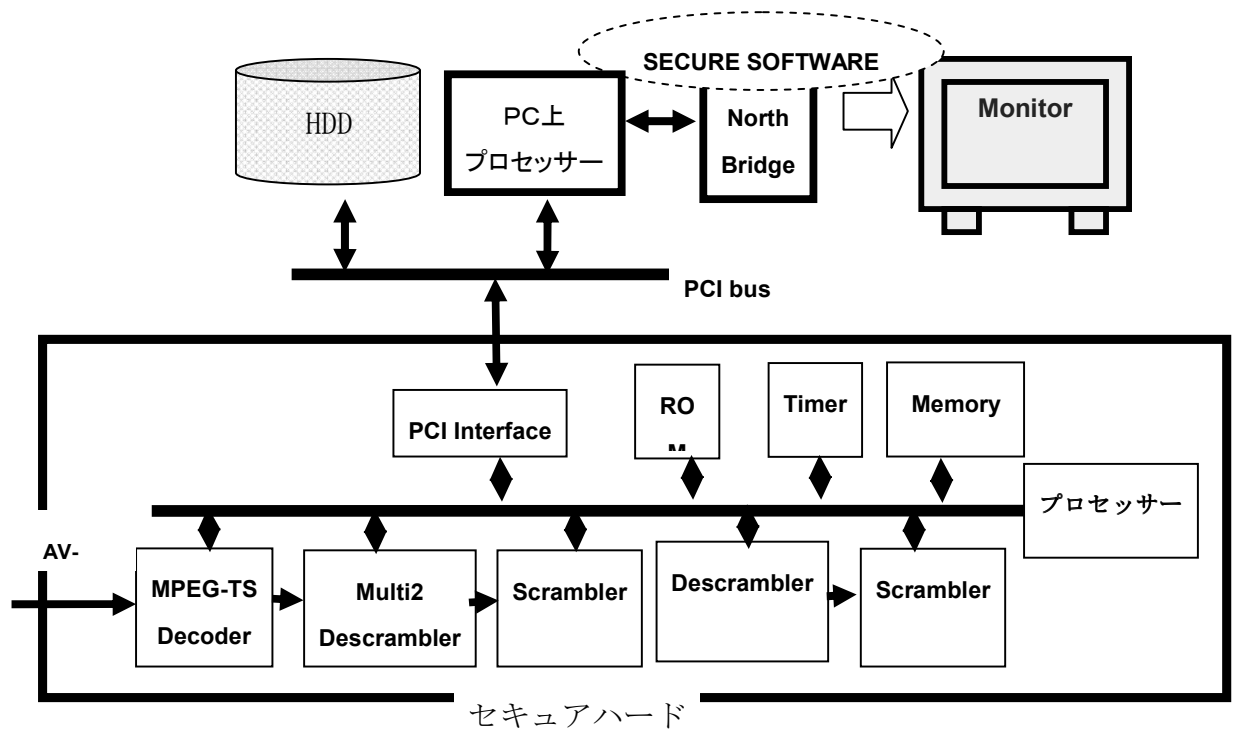 SECURE SOFTWARE
HDD
PC上
プロセッサー
North
Bridge
Monitor
PCI bus
PCI Interface
RO
M
Timer
Memory
プロセッサー
AV-
MPEG-TS
Decoder
Multi2
Descrambler
Scrambler
Descrambler
Scrambler
セキュアハード